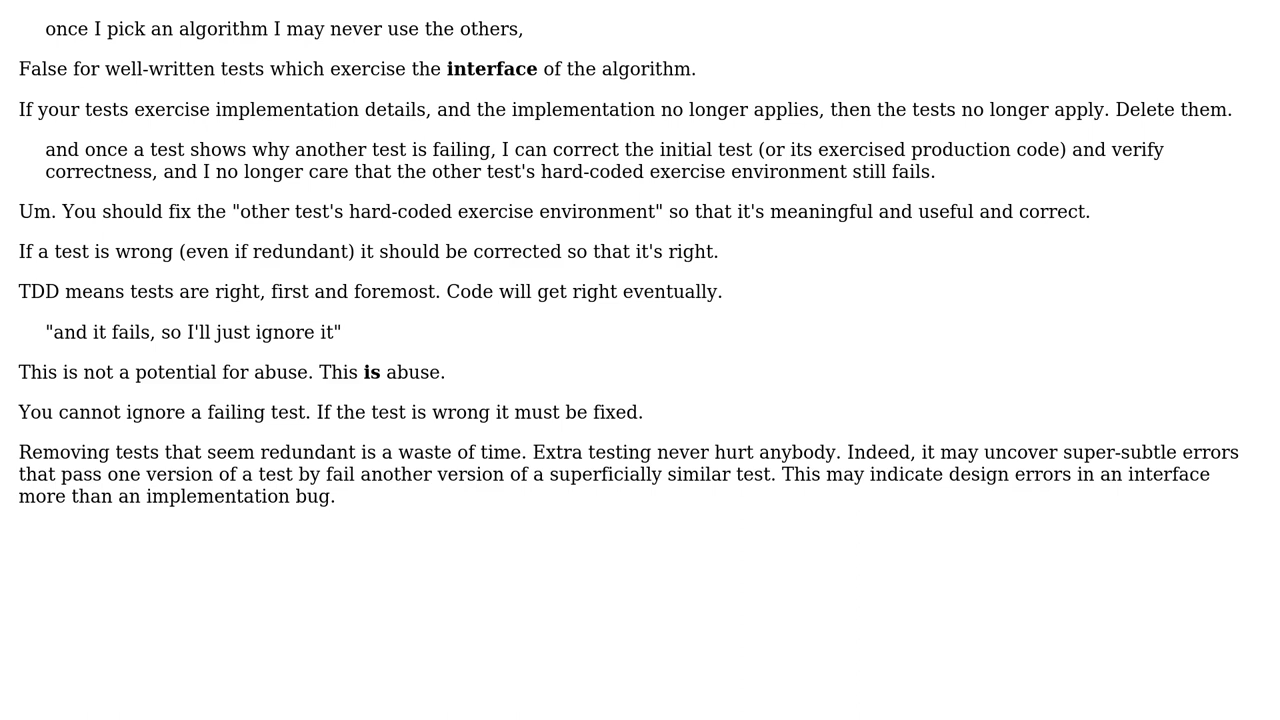 once I pick an algorithm I may never use the others,
False for well-written tests which exercise the interface of the algorithm.
If your tests exercise implementation details, and the implementation no longer applies, then the tests no longer apply. Delete them.
and once a test shows why another test is failing, I can correct the initial test (or its exercised production code) and verify
correctness, and I no longer care that the other test's hard-coded exercise environment still fails.
Um. You should fix the "other test's hard-coded exercise environment" so that it's meaningful and useful and correct.
If a test is wrong (even if redundant) it should be corrected so that it's right.
TDD means tests are right, first and foremost. Code will get right eventually.
"and it fails, so I'll just ignore it"
This is not a potential for abuse. This is abuse.
You cannot ignore a failing test. If the test is wrong it must be fixed.
Removing tests that seem redundant is a waste of time. Extra testing never hurt anybody. Indeed, it may uncover super-subtle errors
that pass one version of a test by fail another version of a superficially similar test. This may indicate design errors in an interface
more than an implementation bug.